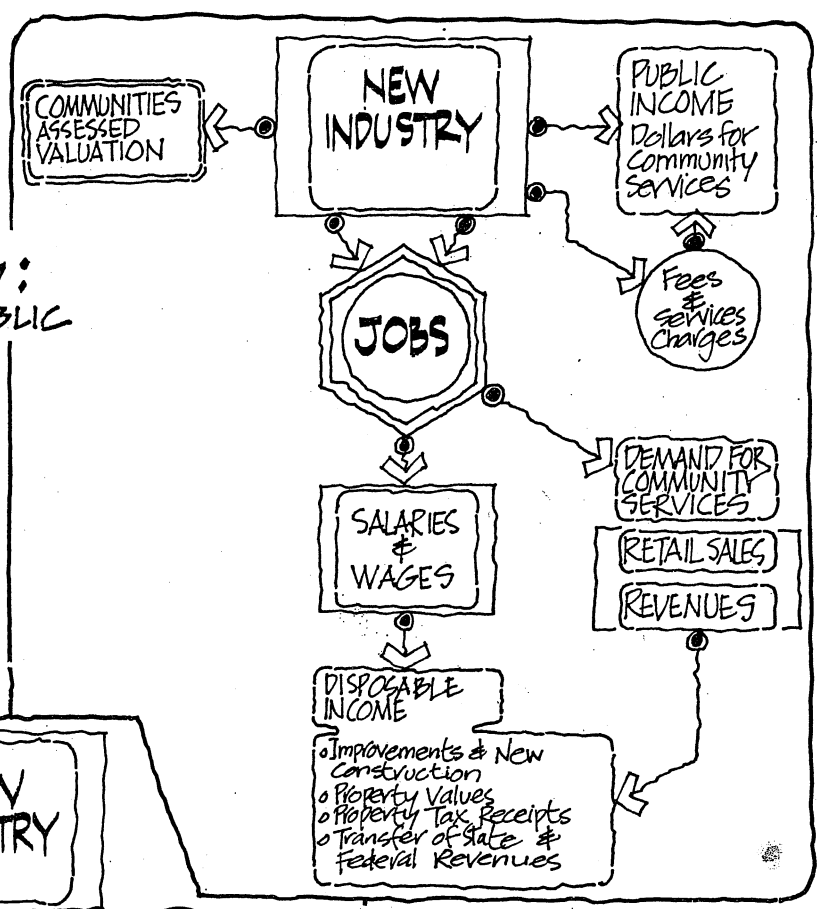 COMMUNITIES
ASSESSED
VALUATION
NEW
INDUSTRY
PUBLIC
INCOME
Dollars for
Community
Services
Fees
&
Services
Charges
JOBS
DEMAND FOR
COMMUNITY
SERVICES
RETAIL SALES
REVENUES
SALARIES
&
WAGES
DISPOSABLE
INCOME
• Improvements & New
Construction
• Property Values
• Property Tax Receipts
• Transfer of State &
Federal Revenues
:
BLIC
TRY